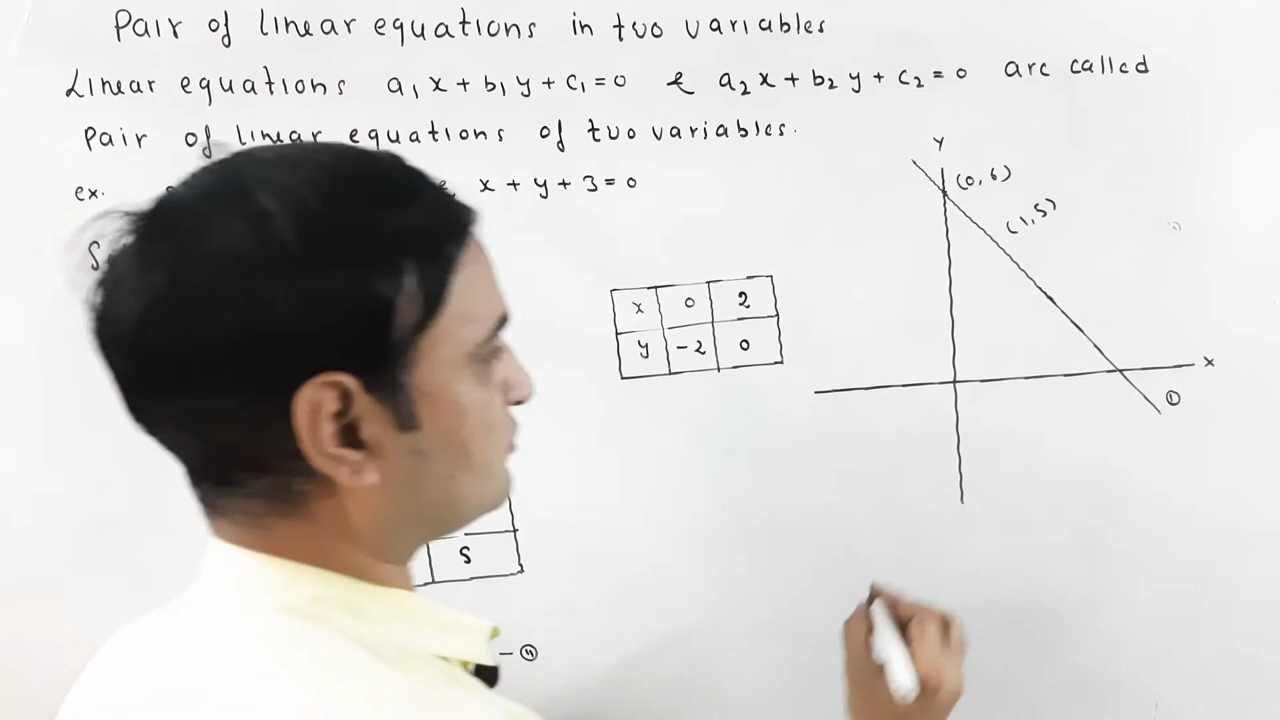 Pair of linear equations in two variables
Linear equations a₁x + b₁y + c₁ = 0 & a₂x + b₂y + c₂ = 0 are called
Pair of linear equations of two variables.
ex. x + y + 3 = 0
Y
(0, 6)
(1, 5)
x 0 2
y -2 0
X
①
5
- ⑪